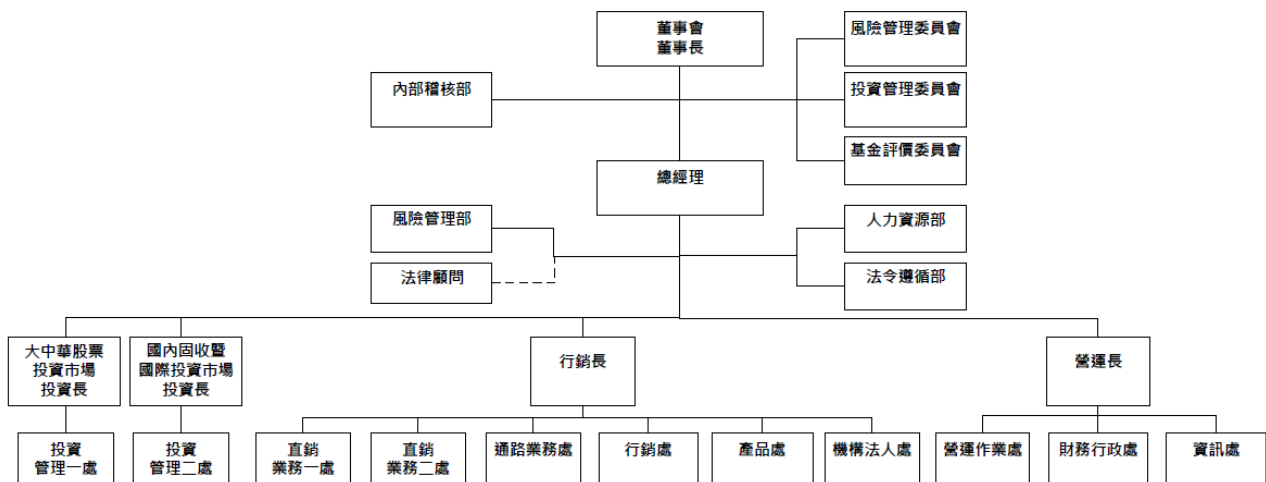 董事會
董事長
風險管理委員會
內部稽核部
投資管理委員會
基金評價委員會
總經理
風險管理部
人力資源部
法律顧問
法令遵循部
大中華股票
投資市場
投資長
國內固收暨
國際投資市場
投資長
行銷長
營運長
投資
管理一處
投資
管理二處
直銷
業務一處
直銷
業務二處
通路業務處
行銷處
產品處
機構法人處
營運作業處
財務行政處
資訊處